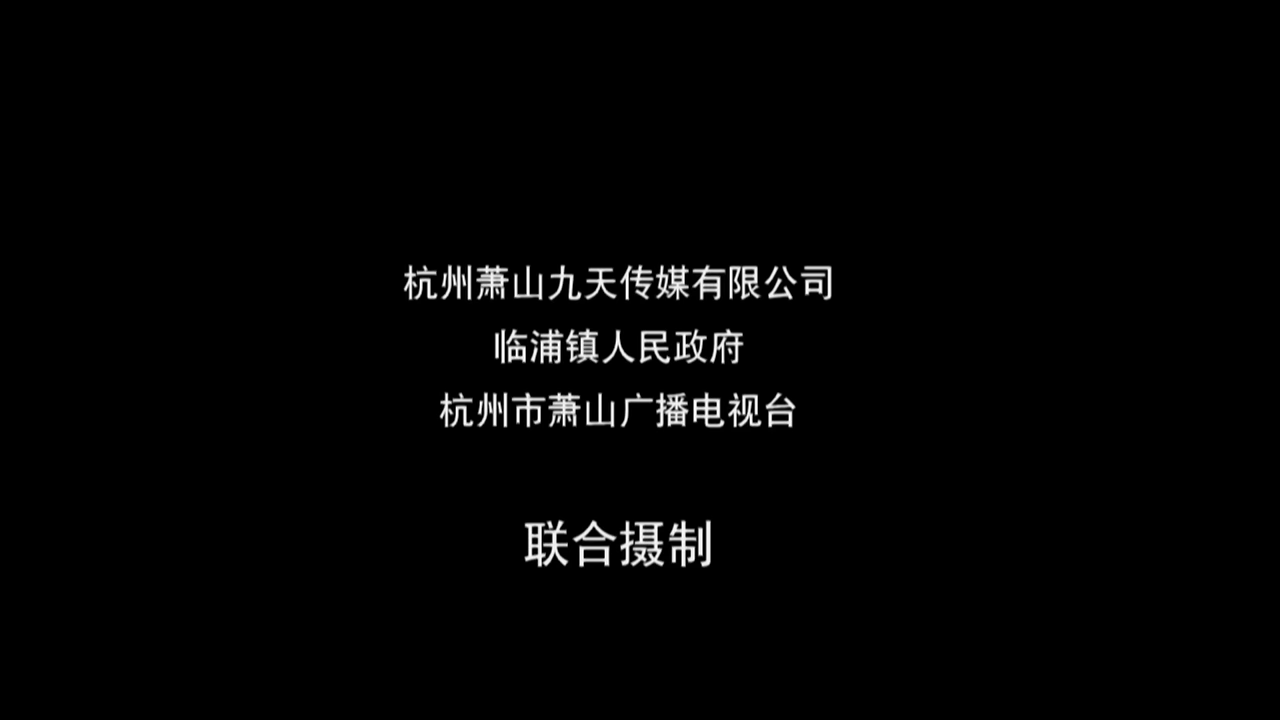 杭州萧山九天传媒有限公司
临浦镇人民政府
杭州市萧山广播电视台
联合摄制